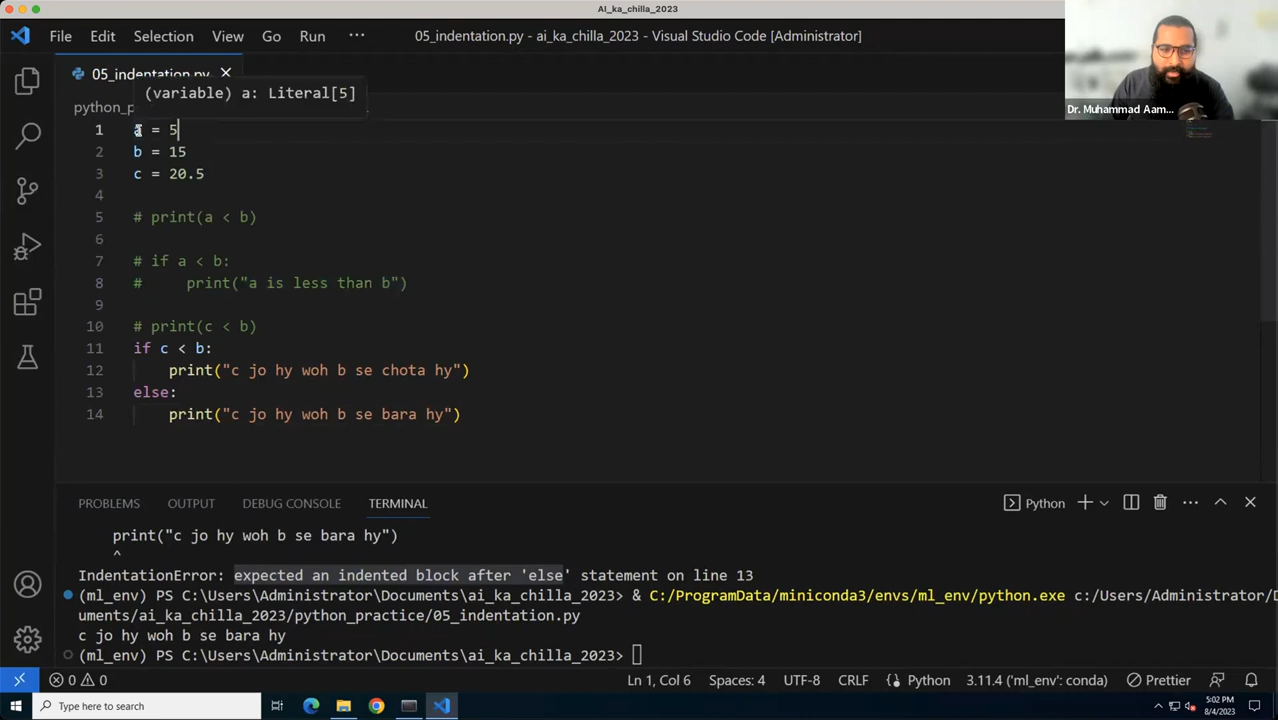 AI_ka_chilla_2023
File Edit Selection View Go Run ··· 05_indentation.py - ai_ka_chilla_2023 - Visual Studio Code [Administrator]
05_indentation.py
(variable) a: Literal[5]
python_p
Dr. Muhammad Aam...
1 a = 5
2 b = 15
3 c = 20.5
4
5 # print(a < b)
6
7 # if a < b:
8 #     print("a is less than b")
9
10 # print(c < b)
11 if c < b:
12     print("c jo hy woh b se chota hy")
13 else:
14     print("c jo hy woh b se bara hy")
PROBLEMS OUTPUT DEBUG CONSOLE TERMINAL Python
print("c jo hy woh b se bara hy")
^
IndentationError: expected an indented block after 'else' statement on line 13
(ml_env) PS C:\Users\Administrator\Documents\ai_ka_chilla_2023> & C:/ProgramData/miniconda3/envs/ml_env/python.exe c:/Users/Administrator/D
uments/ai_ka_chilla_2023/python_practice/05_indentation.py
c jo hy woh b se bara hy
(ml_env) PS C:\Users\Administrator\Documents\ai_ka_chilla_2023>
0 0 Ln 1, Col 6 Spaces: 4 UTF-8 CRLF Python 3.11.4 ('ml_env': conda) Prettier
Type here to search
5:02 PM
8/4/2023